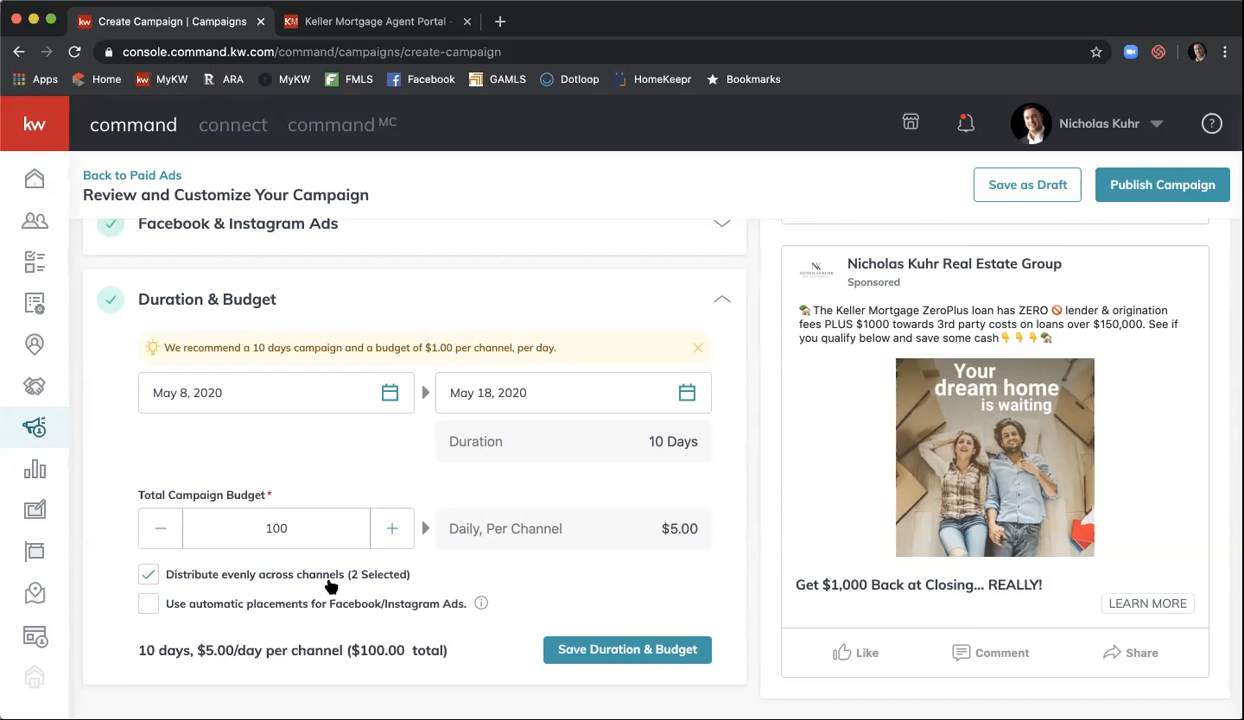 Create Campaign | Campaigns
Keller Mortgage Agent Portal -
console.command.kw.com/command/campaigns/create-campaign
Apps Home MyKW ARA MyKW FMLS Facebook GAMLS Dotloop HomeKeepr Bookmarks
kw command connect command MC Nicholas Kuhr
Back to Paid Ads
Review and Customize Your Campaign
Save as Draft
Publish Campaign
Facebook & Instagram Ads
Duration & Budget
We recommend a 10 days campaign and a budget of $1.00 per channel, per day.
May 8, 2020
May 18, 2020
Duration 10 Days
Total Campaign Budget*
100
Daily, Per Channel $5.00
Distribute evenly across channels (2 Selected)
Use automatic placements for Facebook/Instagram Ads.
10 days, $5.00/day per channel ($100.00 total)
Save Duration & Budget
NK
Nicholas Kuhr Real Estate Group
Sponsored
The Keller Mortgage ZeroPlus loan has ZERO 🚫 lender & origination
fees PLUS $1000 towards 3rd party costs on loans over $150,000. See if
you qualify below and save some cash👇👇👇
Your
dream home
is waiting
Get $1,000 Back at Closing... REALLY!
LEARN MORE
Like
Comment
Share